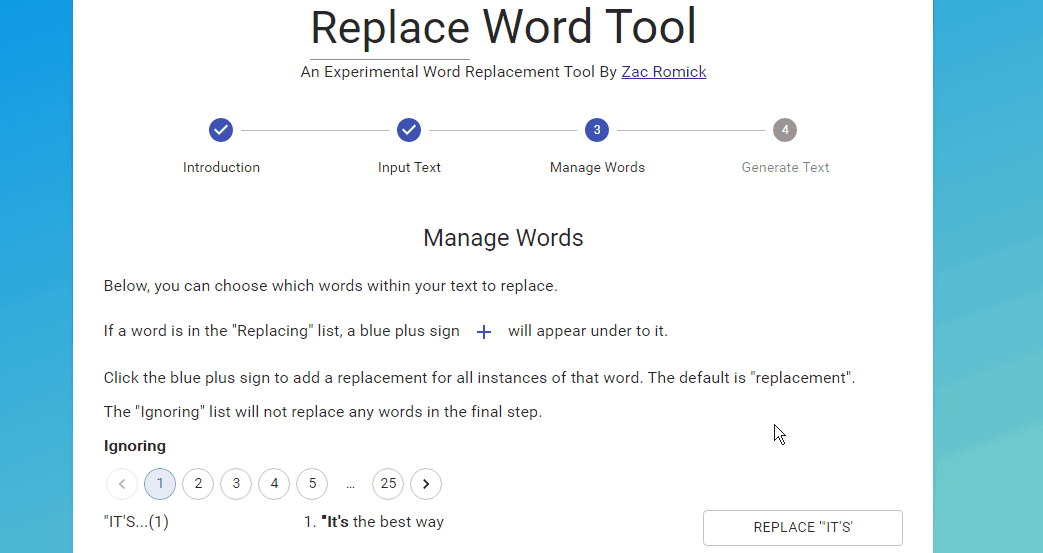 Replace Word Tool
An Experimental Word Replacement Tool By Zac Romick
3 4
Introduction Input Text Manage Words Generate Text
Manage Words
Below, you can choose which words within your text to replace.
If a word is in the "Replacing" list, a blue plus sign + will appear under to it.
Click the blue plus sign to add a replacement for all instances of that word. The default is "replacement".
The "Ignoring" list will not replace any words in the final step.
Ignoring
1 2 3 4 5 ... 25
"IT'S...(1) 1. "It's the best way REPLACE '"IT'S'